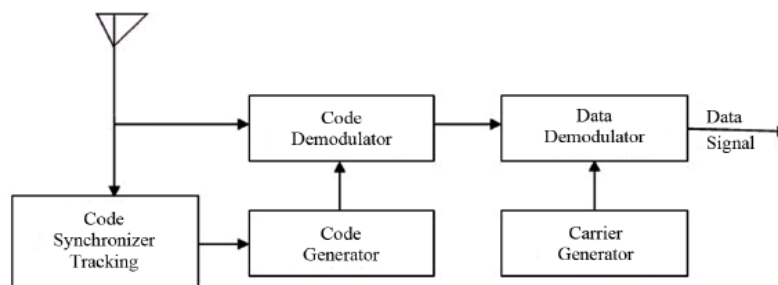 Code
Demodulator
Data
Demodulator
Data
Signal
Code
Synchronizer
Tracking
Code
Generator
Carrier
Generator